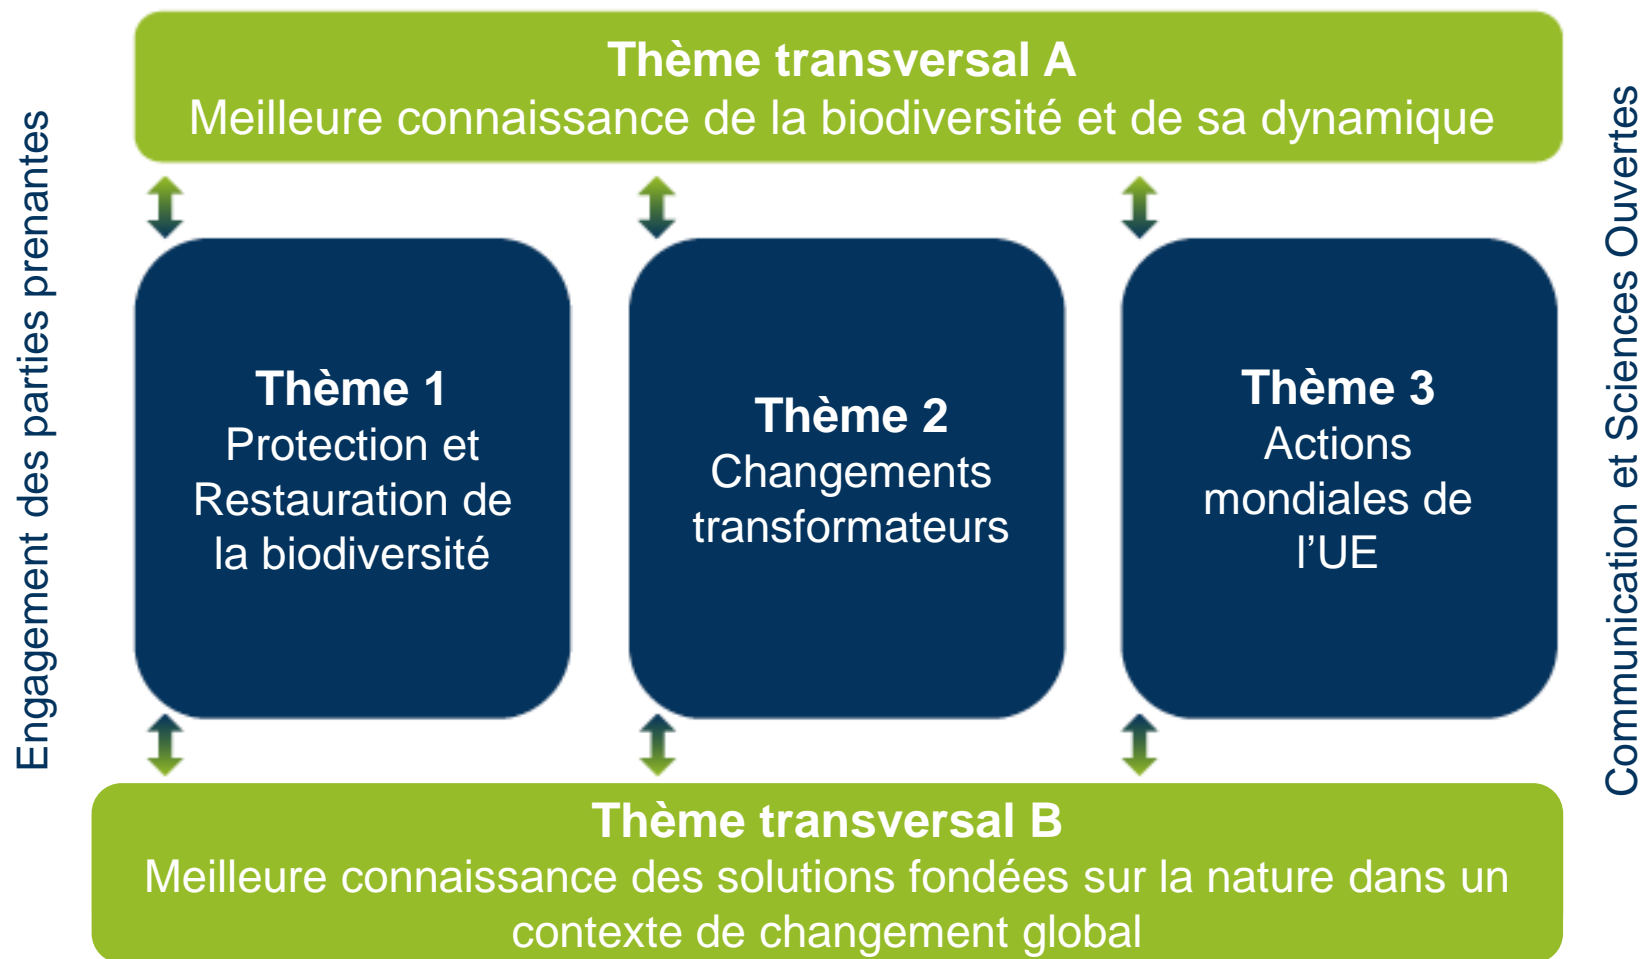 Thème transversal A
Meilleure connaissance de la biodiversité et de sa dynamique
Engagement des parties prenantes
Thème 1
Protection et
Restauration de
la biodiversité
Thème 2
Changements
transformateurs
Thème 3
Actions
mondiales de
l’UE
Communication et Sciences Ouvertes
Thème transversal B
Meilleure connaissance des solutions fondées sur la nature dans un
contexte de changement global